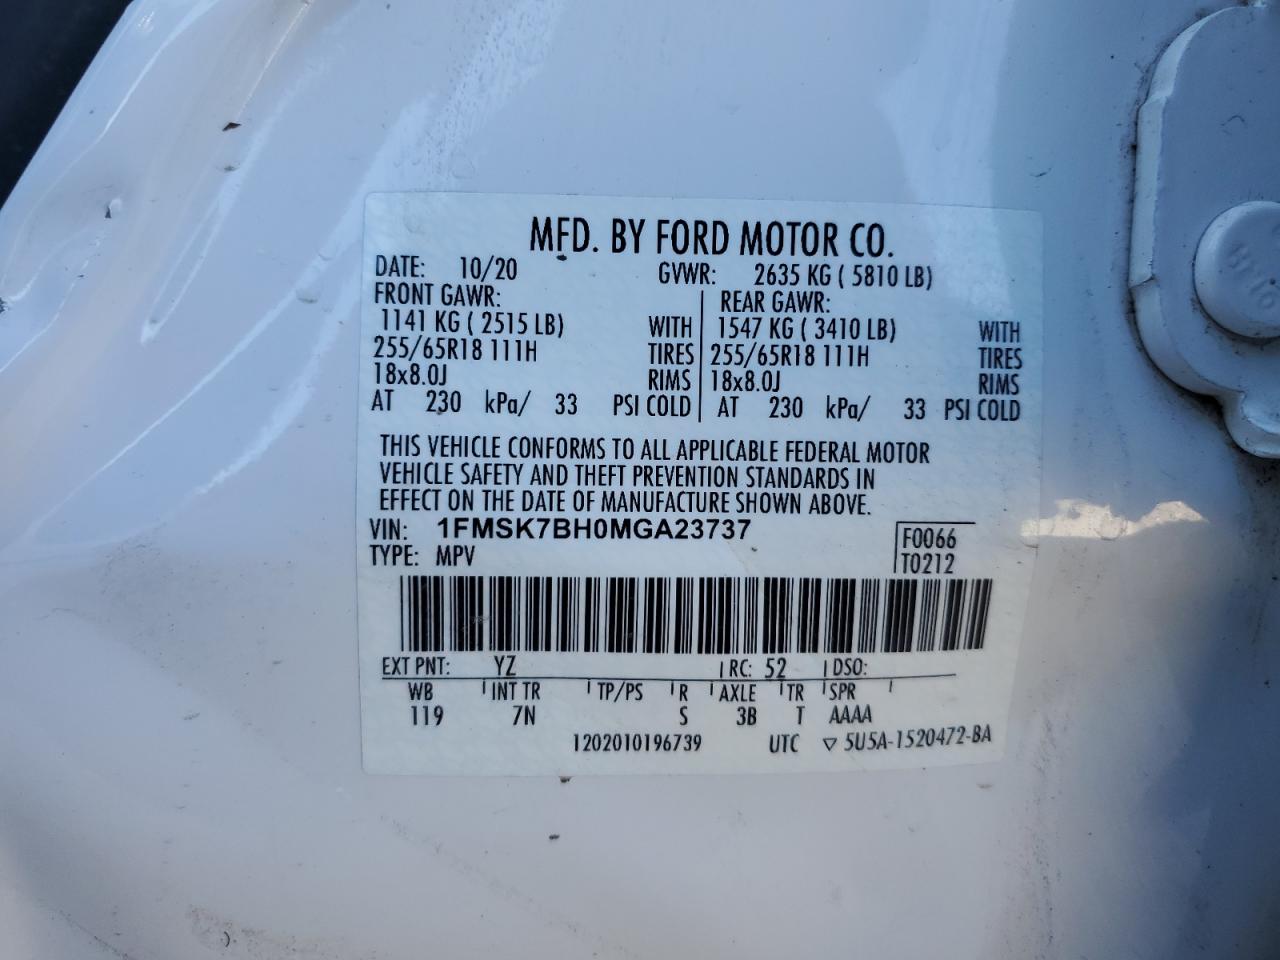 MFD. BY FORD MOTOR CO.
DATE: 10/20 GVWR: 2635 KG ( 5810 LB)
FRONT GAWR: REAR GAWR:
1141 KG ( 2515 LB) WITH 1547 KG ( 3410 LB) WITH
255/65R18 111H TIRES 255/65R18 111H TIRES
18x8.0J RIMS 18x8.0J RIMS
AT 230 kPa/ 33 PSI COLD AT 230 kPa/ 33 PSI COLD
THIS VEHICLE CONFORMS TO ALL APPLICABLE FEDERAL MOTOR
VEHICLE SAFETY AND THEFT PREVENTION STANDARDS IN
EFFECT ON THE DATE OF MANUFACTURE SHOWN ABOVE.
VIN: 1FMSK7BH0MGA23737 F0066
TYPE: MPV T0212
EXT PNT: YZ RC: 52 DSO:
WB INT TR TP/PS R AXLE TR SPR
119 7N S 3B T AAAA
1202010196739 UTC ▽ 5U5A-1520472-BA